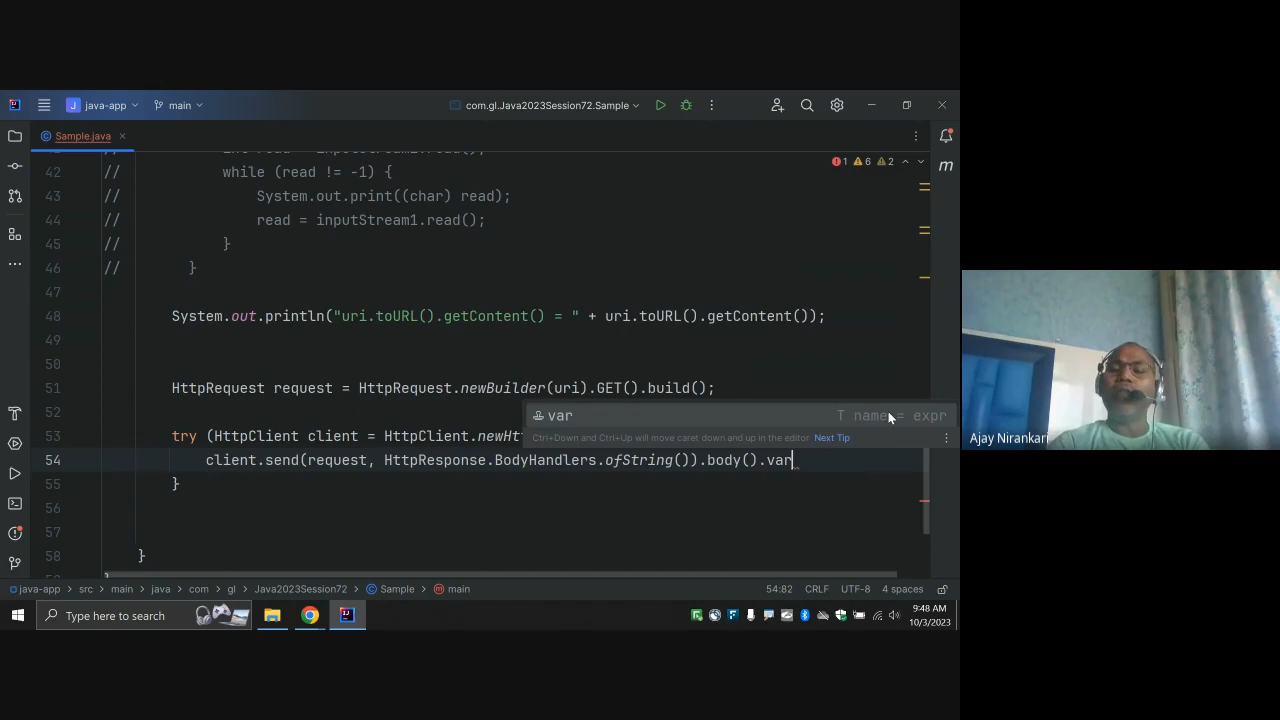 java-app
main
com.gl.Java2023Session72.Sample
Sample.java
1 6 2
42 // while (read != -1) {
43 // System.out.print((char) read);
44 // read = inputStream1.read();
45 // }
46 // }
47
48 System.out.println("uri.toURL().getContent() = " + uri.toURL().getContent());
49
50
51 HttpRequest request = HttpRequest.newBuilder(uri).GET().build();
52
var T name = expr
53 try (HttpClient client = HttpClient.newHtt
Ctrl+Down and Ctrl+Up will move caret down and up in the editor Next Tip
54 client.send(request, HttpResponse.BodyHandlers.ofString()).body().var
55 }
56
57
58 }
java-app > src > main > java > com > gl > Java2023Session72 > Sample > main
54:82 CRLF UTF-8 4 spaces
Type here to search
9:48 AM
10/3/2023
Ajay Nirankari